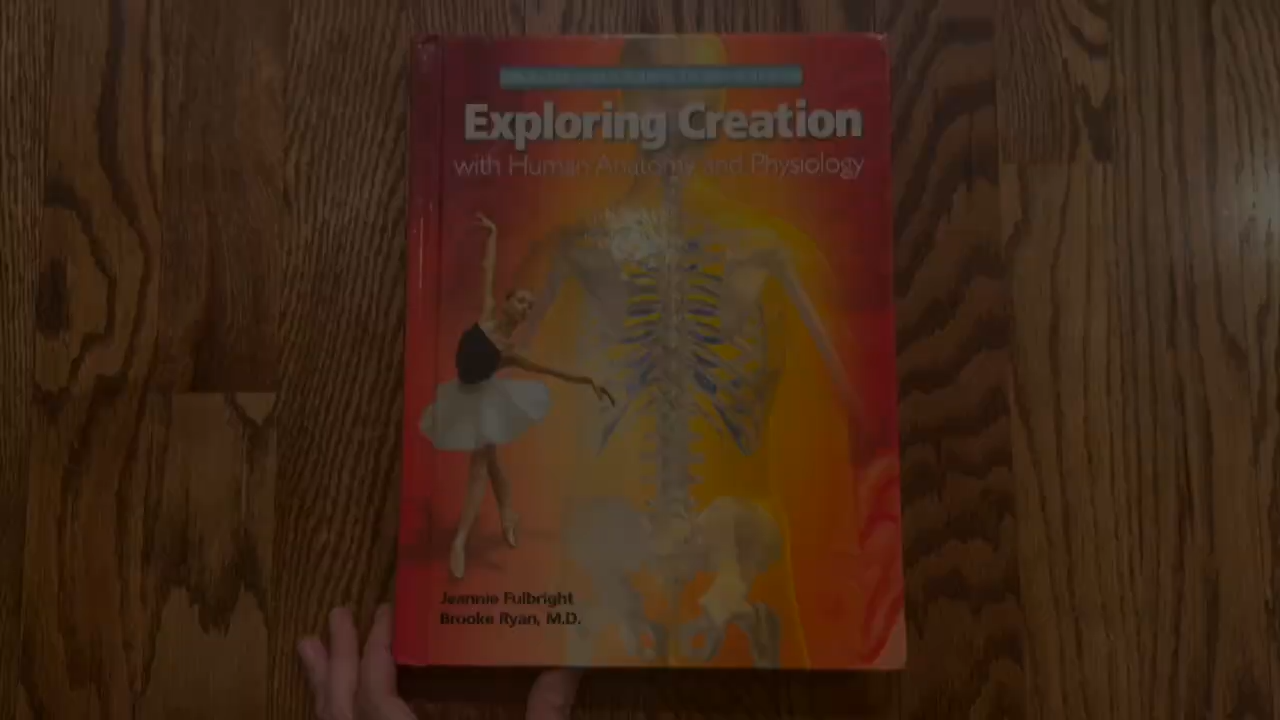 Exploring Creation
with Human Anatomy and Physiology
Jeannie Fulbright
Brooke Ryan, M.D.